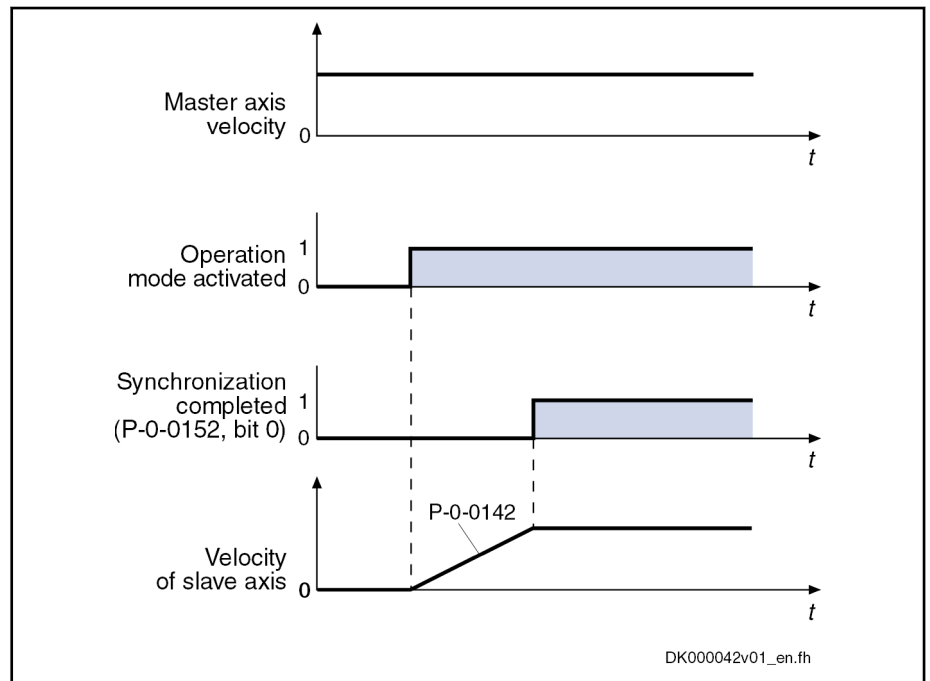 Master axis
velocity
0
t
Operation
mode activated
1
0
t
Synchronization
completed
(P-0-0152, bit 0)
1
0
t
P-0-0142
Velocity
of slave axis
0
t
DK000042v01_en.fh